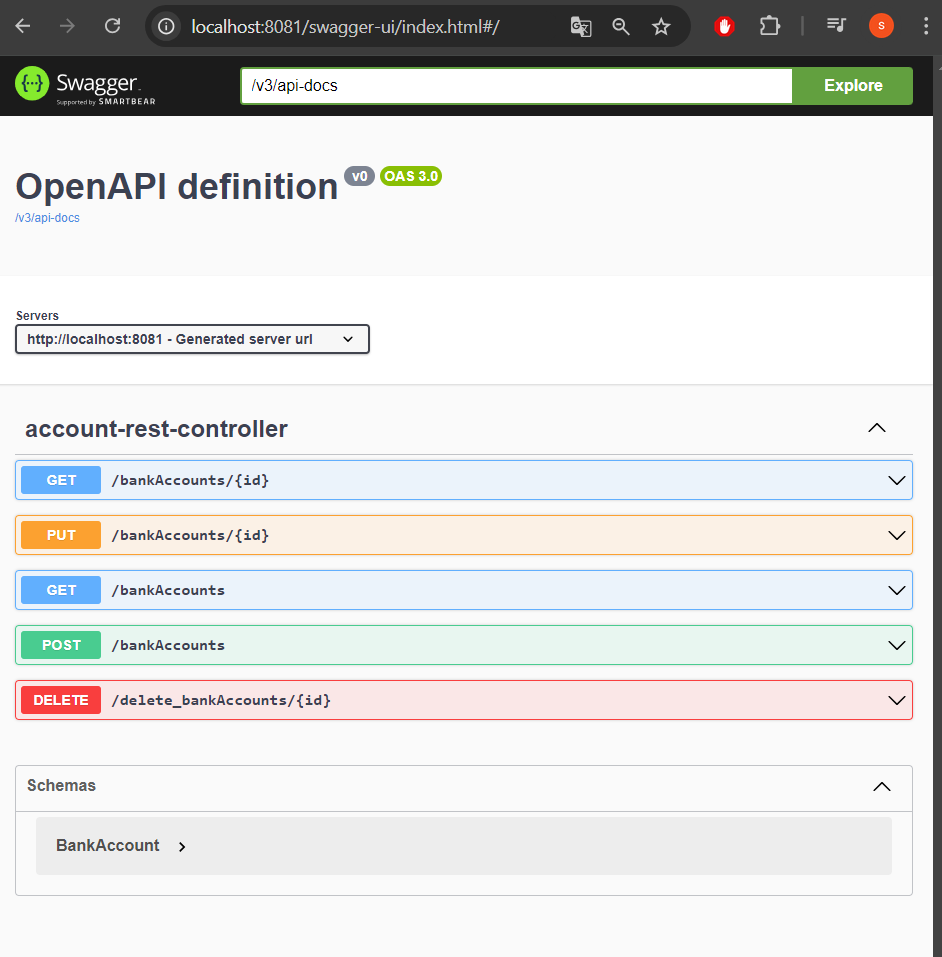 localhost:8081/swagger-ui/index.html#/
S
Swagger
Supported by SMARTBEAR
/v3/api-docs
Explore
OpenAPI definition v0 OAS 3.0
/v3/api-docs
Servers
http://localhost:8081 - Generated server url
account-rest-controller
GET /bankAccounts/{id}
PUT /bankAccounts/{id}
GET /bankAccounts
POST /bankAccounts
DELETE /delete_bankAccounts/{id}
Schemas
BankAccount